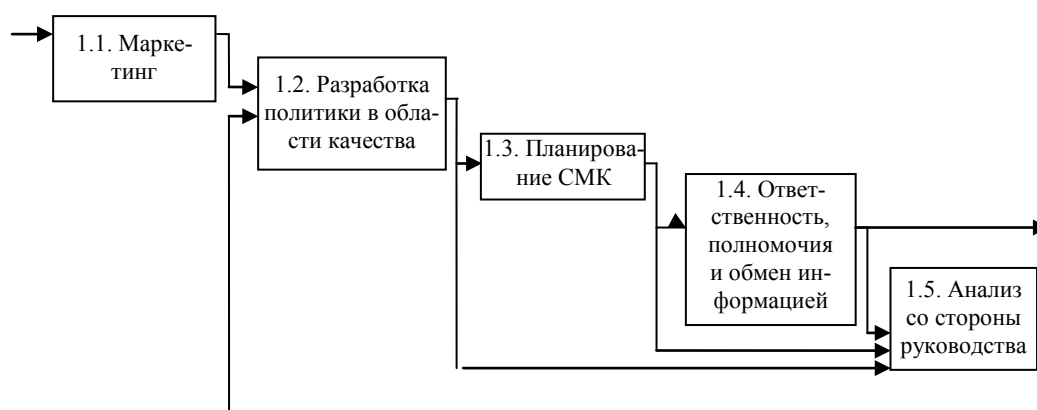 1.1. Марке-
тинг
1.2. Разработка
политики в обла-
сти качества
1.3. Планирова-
ние СМК
1.4. Ответ-
ственность,
полномочия
и обмен ин-
формацией
1.5. Анализ
со стороны
руководства